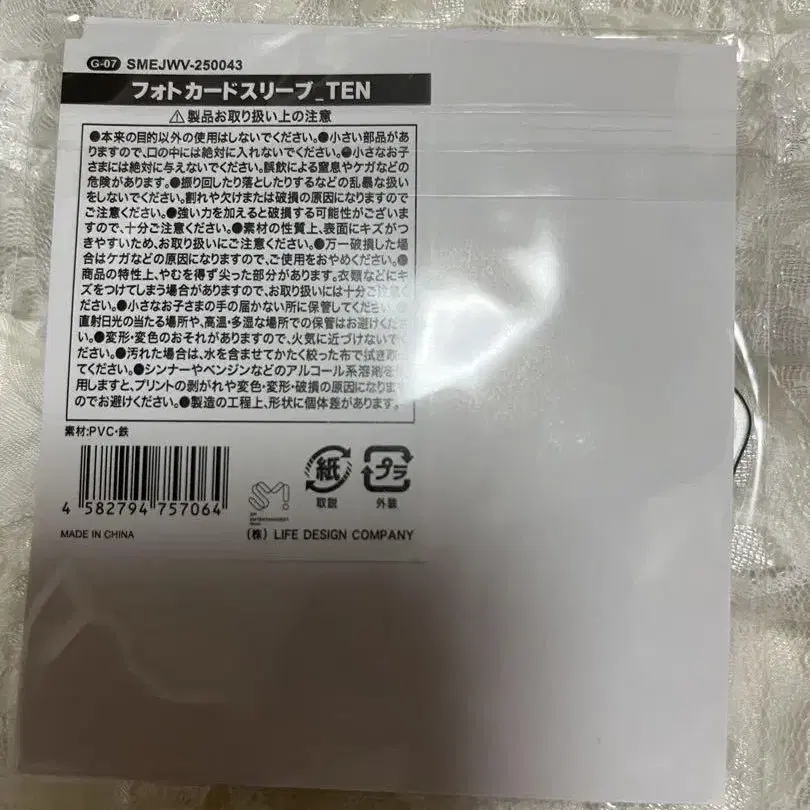 G-07 SMEJWV-250043
フォトカードスリーブ_TEN
⚠製品お取り扱い上の注意
●本来の目的以外の使用はしないでください。●小さい部品があ
りますので、口の中には絶対に入れないでください。●小さなお子
さまには絶対に与えないでください。誤飲による窒息やケガなどの
危険があります。●振り回したり落としたりするなどの乱暴な扱い
をしないでください。割れや欠けまたは破損の原因になりますので
ご注意ください。●強い力を加えると破損する可能性がございま
すので、十分ご注意ください。●素材の性質上、表面にキズがつ
きやすいため、お取り扱いにご注意ください。●万一破損した場
合はケガなどの原因になりますので、ご使用をおやめください。●
商品の特性上、やむを得ず尖った部分があります。衣類などにキ
ズをつけてしまう場合がありますので、お取り扱いには十分ご注意
ください。●小さなお子さまの手の届かない所に保管してください。
直射日光の当たる場所や、高温・多湿な場所での保管はお避けくだ
い。●変形・変色のおそれがありますので、火気に近づけないで
ださい。●汚れた場合は、水を含ませてかたく絞った布で拭き取
てください。●シンナーやベンジンなどのアルコール系溶剤を
用しますと、プリントの剥がれや変色・変形・破損の原因になります
のでお避けください。●製造の工程上、形状に個体差があります。
素材:PVC・鉄
4 582794 757064
紙
取説
プラ
外装
SM!
SM ENTERTAINMENT
MADE IN CHINA
(株) LIFE DESIGN COMPANY